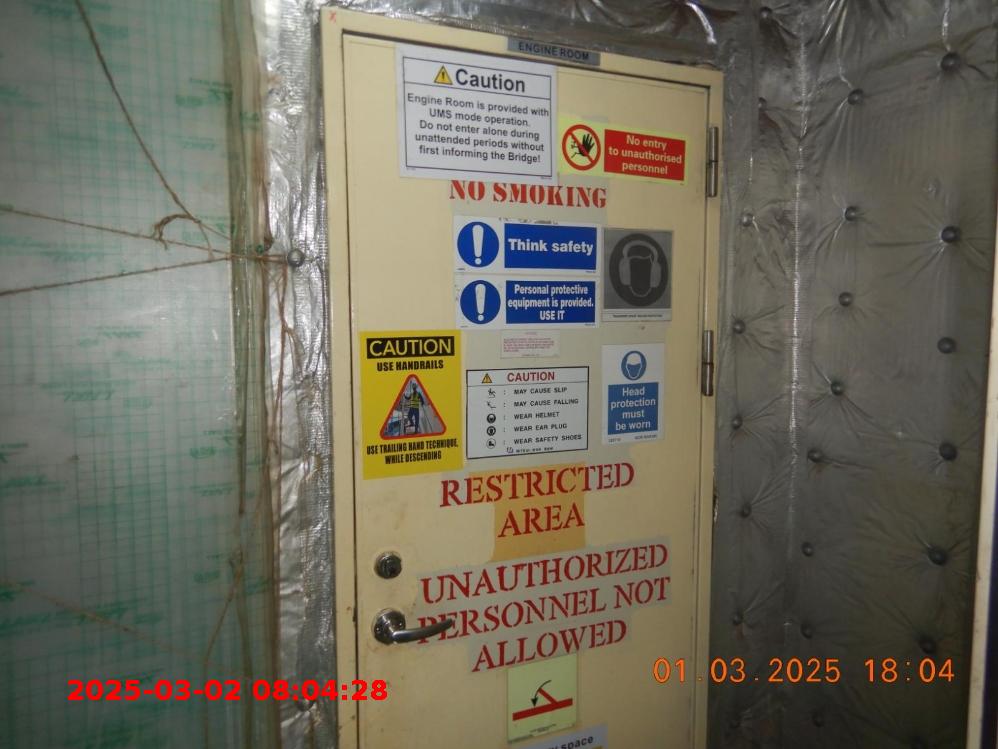 ENGINE ROOM
Caution
Engine Room is provided with
UMS mode operation.
Do not enter alone during
unattended periods without
first informing the Bridge!
No entry
to unauthorised
personnel
NO SMOKING
Think safety
Personal protective
equipment is provided.
USE IT
CAUTION
USE HANDRAILS
USE TRAILING HAND TECHNIQUE,
WHILE DESCENDING
CAUTION
: MAY CAUSE SLIP
: MAY CAUSE FALLING
: WEAR HELMET
: WEAR EAR PLUG
: WEAR SAFETY SHOES
Head
protection
must
be worn
RESTRICTED
AREA
UNAUTHORIZED
PERSONNEL NOT
ALLOWED
space
2025-03-02 08:04:28
01.03.2025 18:04